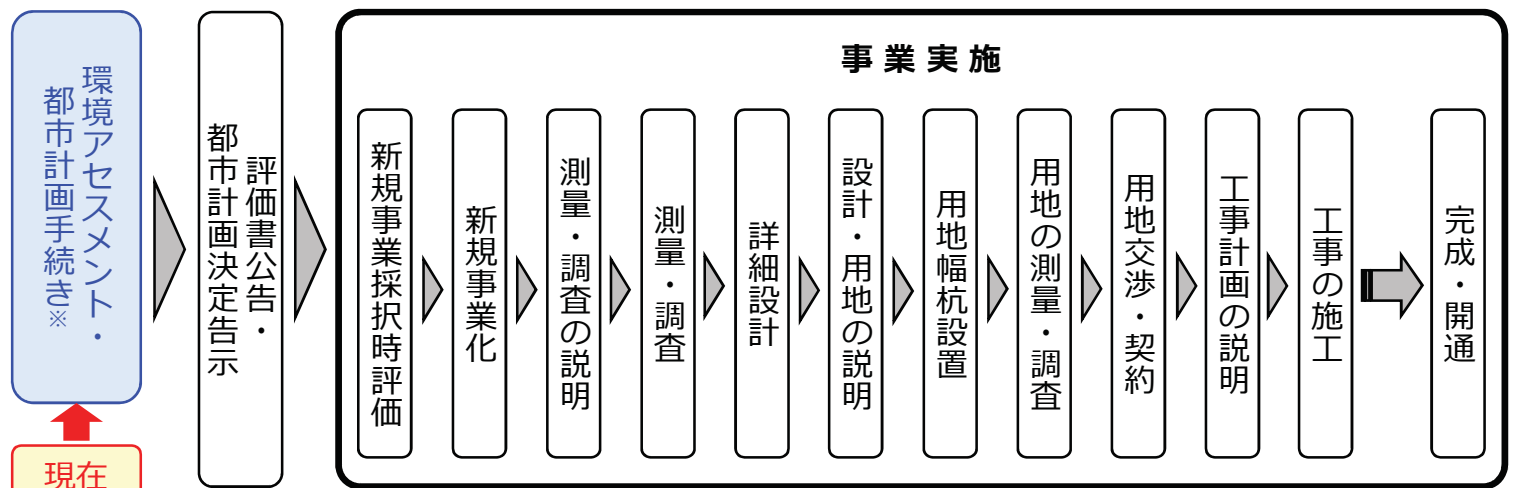 環境アセスメント・
都市計画手続き※
現在
評価書公告・
都市計画決定告示
事業実施
新規事業採択時評価
新規事業化
測量・調査の説明
測量・調査
詳細設計
設計・用地の説明
用地幅杭設置
用地の測量・調査
用地交渉・契約
工事計画の説明
工事の施工
完成・開通